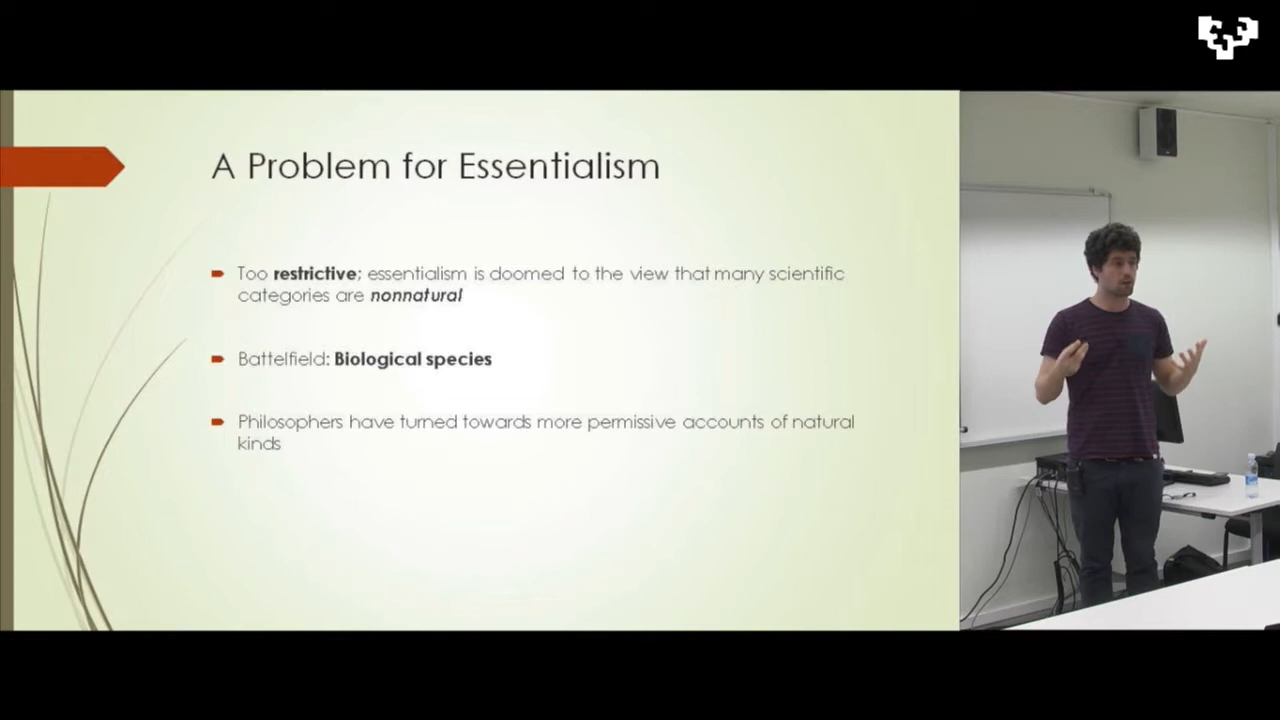 A Problem for Essentialism
Too restrictive; essentialism is doomed to the view that many scientific
categories are nonnatural
Battelfield: Biological species
Philosophers have turned towards more permissive accounts of natural
kinds